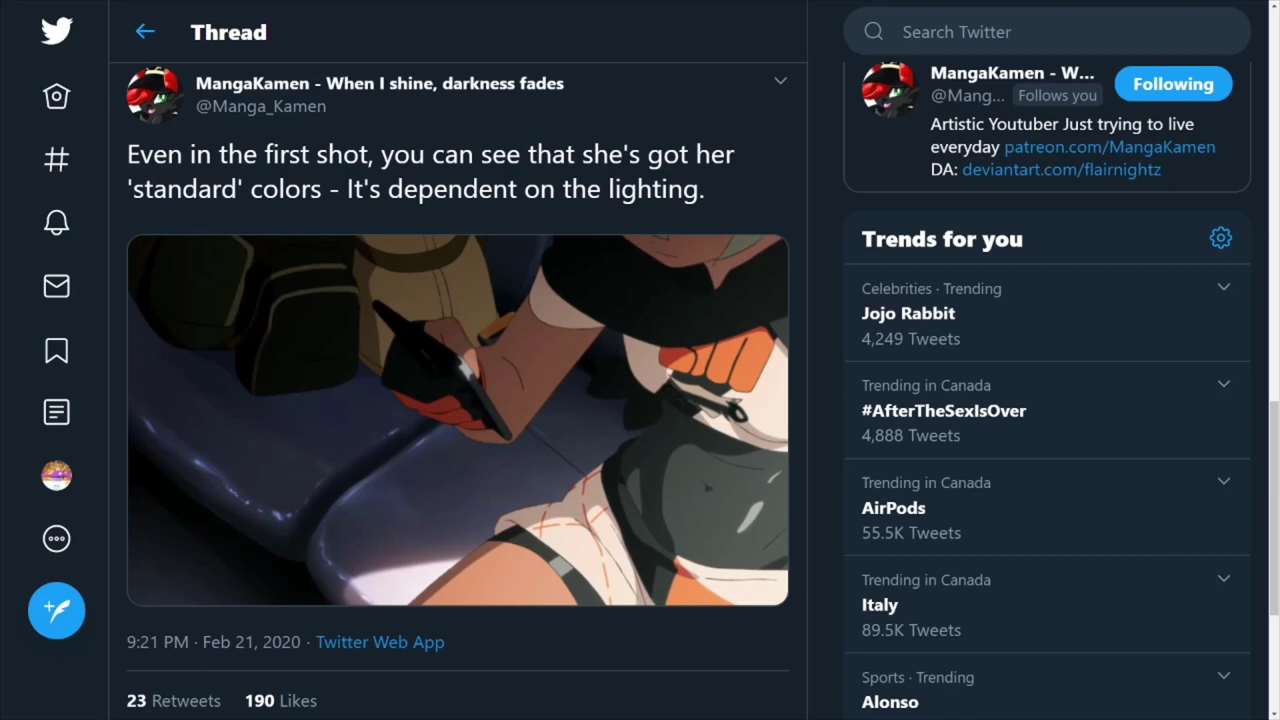 Thread
MangaKamen - When I shine, darkness fades
@Manga_Kamen
Even in the first shot, you can see that she's got her
'standard' colors - It's dependent on the lighting.
9:21 PM · Feb 21, 2020 · Twitter Web App
23 Retweets 190 Likes
Search Twitter
MangaKamen - W...
@Mang... Follows you
Following
Artistic Youtuber Just trying to live
everyday patreon.com/MangaKamen
DA: deviantart.com/flairnightz
Trends for you
Celebrities · Trending
Jojo Rabbit
4,249 Tweets
Trending in Canada
#AfterTheSexIsOver
4,888 Tweets
Trending in Canada
AirPods
55.5K Tweets
Trending in Canada
Italy
89.5K Tweets
Sports · Trending
Alonso